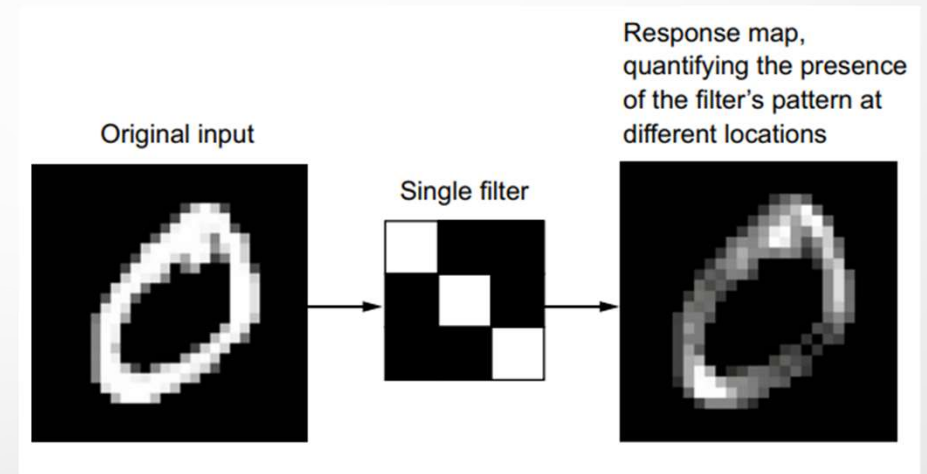 Original input
Single filter
Response map,
quantifying the presence
of the filter's pattern at
different locations